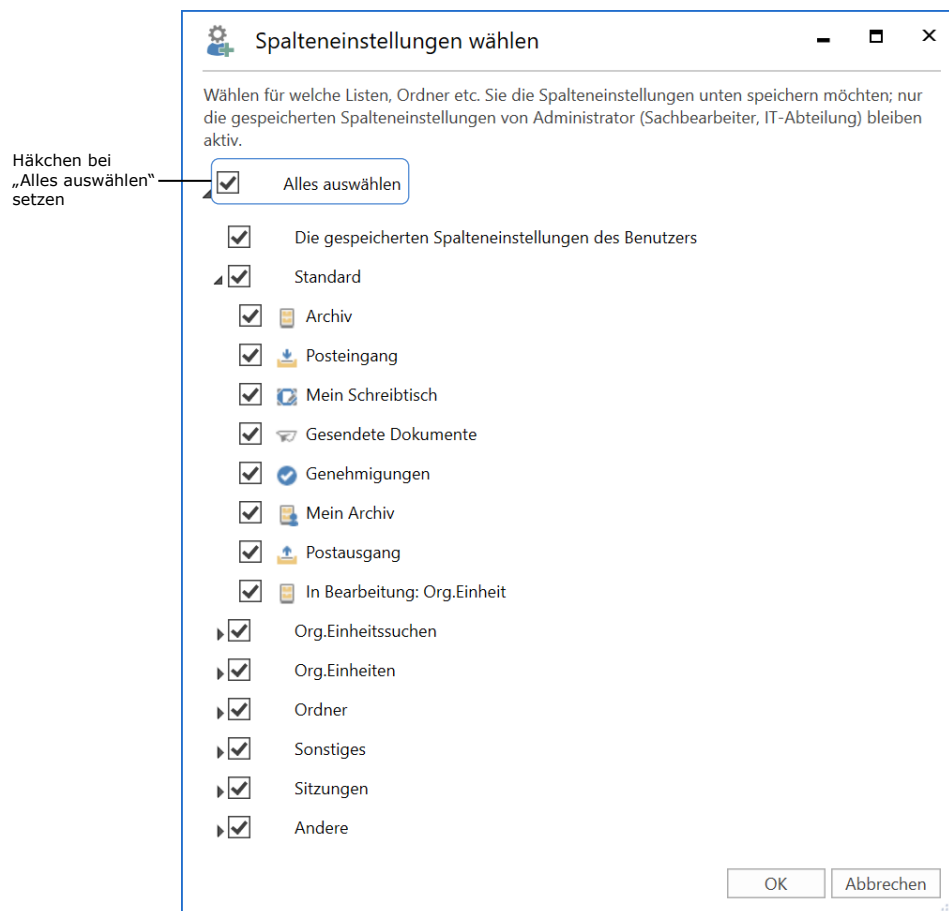 Spalteneinstellungen wählen
Wählen für welche Listen, Ordner etc. Sie die Spalteneinstellungen unten speichern möchten; nur
die gespeicherten Spalteneinstellungen von Administrator (Sachbearbeiter, IT-Abteilung) bleiben
aktiv.
Häkchen bei
„Alles auswählen“
setzen
Alles auswählen
Die gespeicherten Spalteneinstellungen des Benutzers
Standard
Archiv
Posteingang
Mein Schreibtisch
Gesendete Dokumente
Genehmigungen
Mein Archiv
Postausgang
In Bearbeitung: Org.Einheit
Org.Einheitssuchen
Org.Einheiten
Ordner
Sonstiges
Sitzungen
Andere
OK
Abbrechen